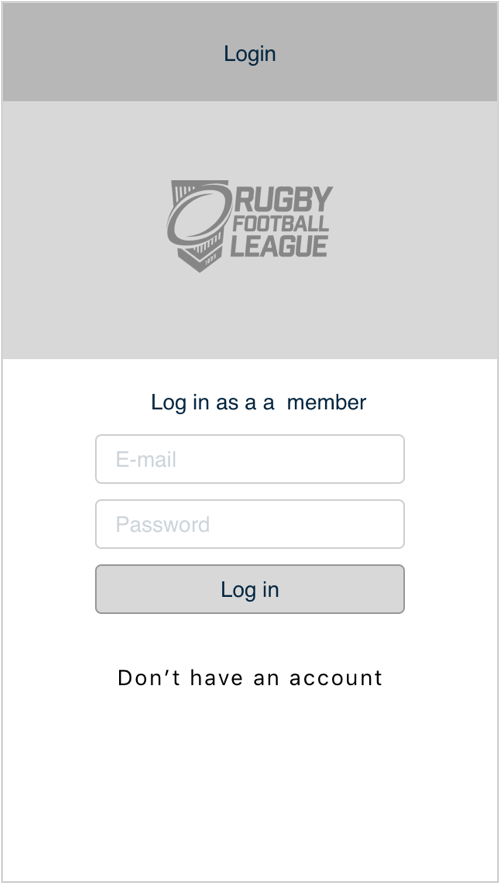 Login
RUGBY
FOOTBALL
LEAGUE
Log in as a a  member
E-mail
Password
Log in
Don’t have an account